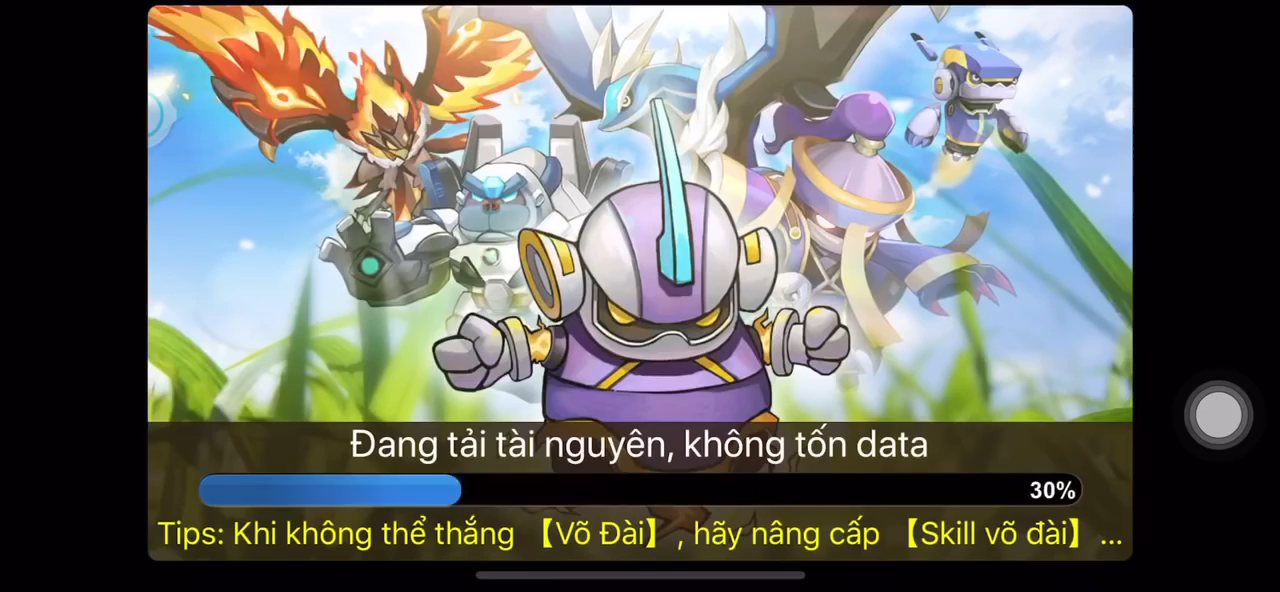 Đang tải tài nguyên, không tốn data
30%
Tips: Khi không thể thắng 【Võ Đài】, hãy nâng cấp 【Skill võ đài】...